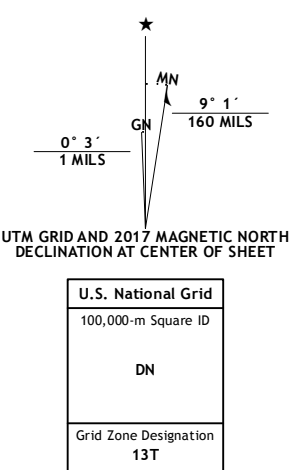 ★
MN
GN
9° 1´
160 MILS
0° 3´
1 MILS
UTM GRID AND 2017 MAGNETIC NORTH
DECLINATION AT CENTER OF SHEET
U.S. National Grid
100,000-m Square ID
DN
Grid Zone Designation
13T